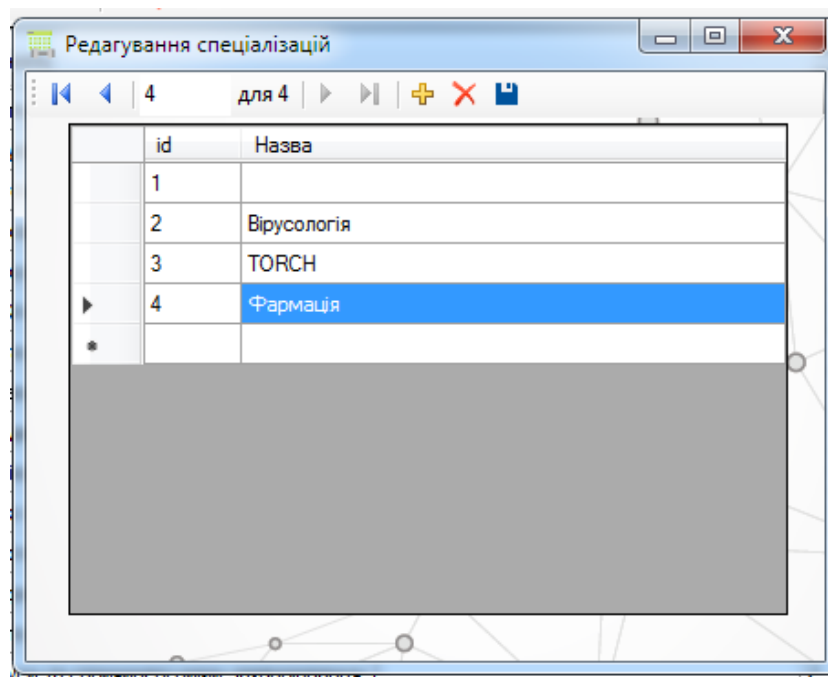 Редагування спеціалізацій
4 для 4
id Назва
1
2 Вірусологія
3 TORCH
4 Фармація